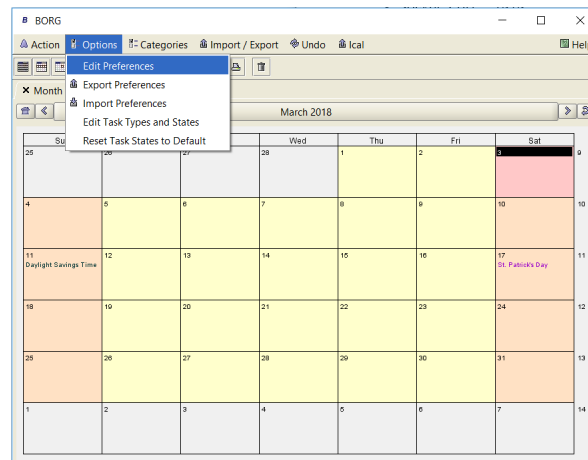 BORG
Action Options Categories Import / Export Undo Ical Help
Edit Preferences
Export Preferences
Import Preferences
Edit Task Types and States
Reset Task States to Default
Month
March 2018
Su Wed Thu Fri Sat
25 26 27 28 1 2 3 9
4 5 6 7 8 9 10 10
11 12 13 14 15 16 17 11
Daylight Savings Time St. Patrick's Day
18 19 20 21 22 23 24 12
25 26 27 28 29 30 31 13
1 2 3 4 5 6 7 14